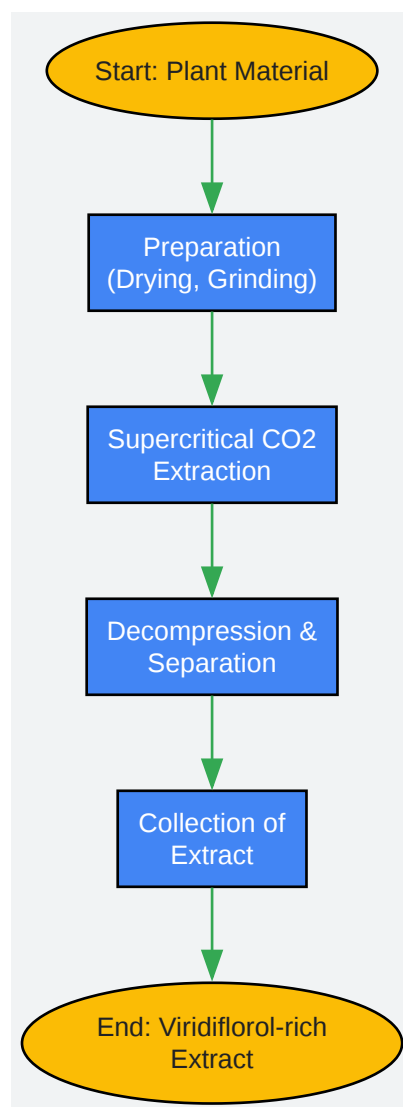 Start: Plant Material
Preparation
(Drying, Grinding)
Supercritical CO2
Extraction
Decompression &
Separation
Collection of
Extract
End: Viridiflorol-rich
Extract